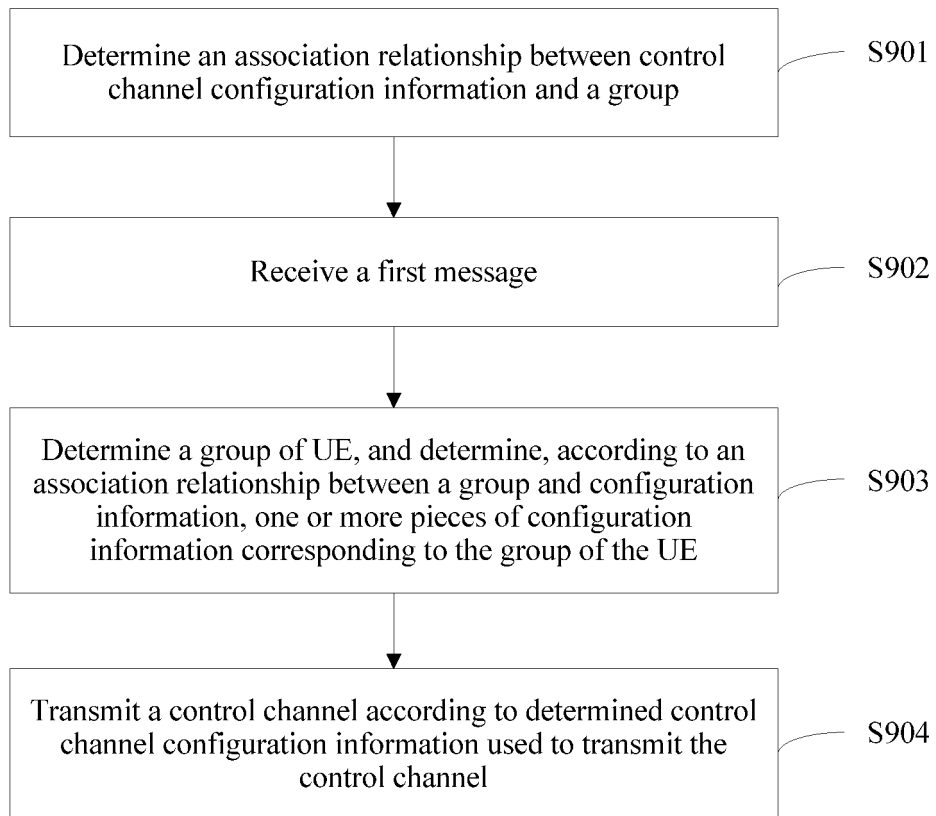 Determine an association relationship between control
channel configuration information and a group
S901
Receive a first message
S902
Determine a group of UE, and determine, according to an
association relationship between a group and configuration
information, one or more pieces of configuration
information corresponding to the group of the UE
S903
Transmit a control channel according to determined control
channel configuration information used to transmit the
control channel
S904